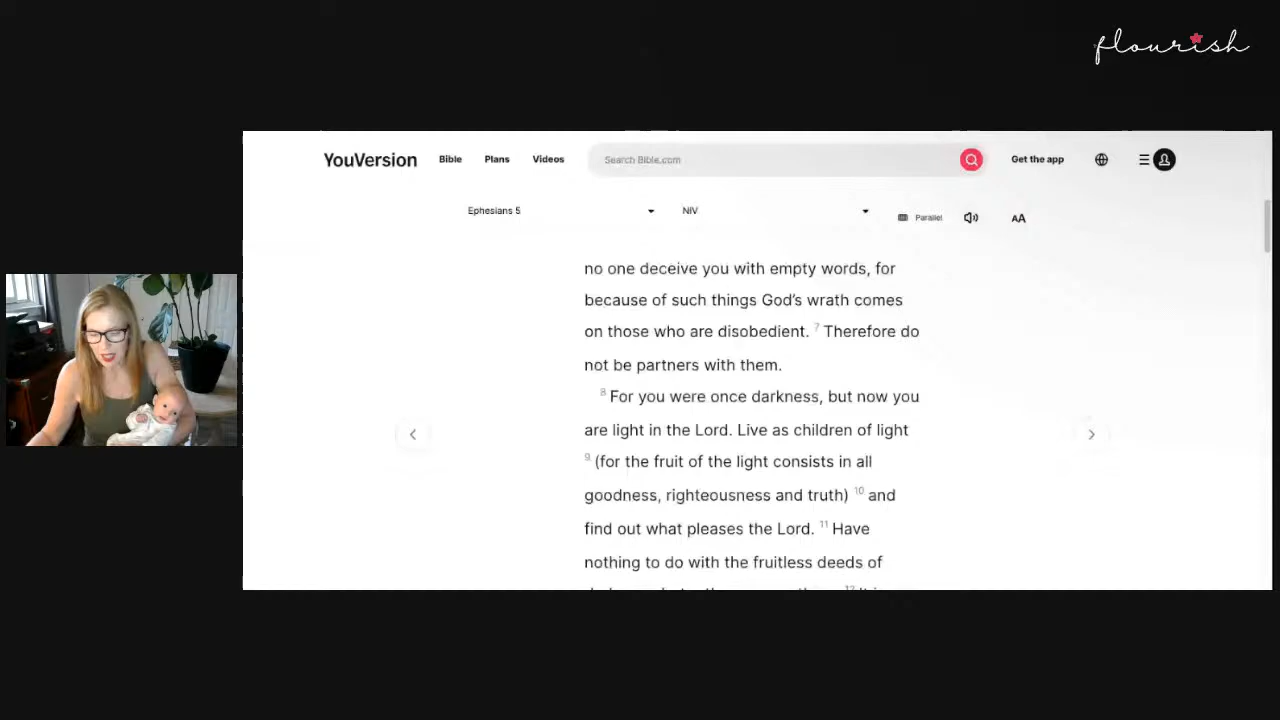 flourish
YouVersion Bible Plans Videos Search Bible.com Get the app
Ephesians 5 NIV Parallel AA
no one deceive you with empty words, for
because of such things God’s wrath comes
on those who are disobedient. 7 Therefore do
not be partners with them.
8 For you were once darkness, but now you
are light in the Lord. Live as children of light
9 (for the fruit of the light consists in all
goodness, righteousness and truth) 10 and
find out what pleases the Lord. 11 Have
nothing to do with the fruitless deeds of
12